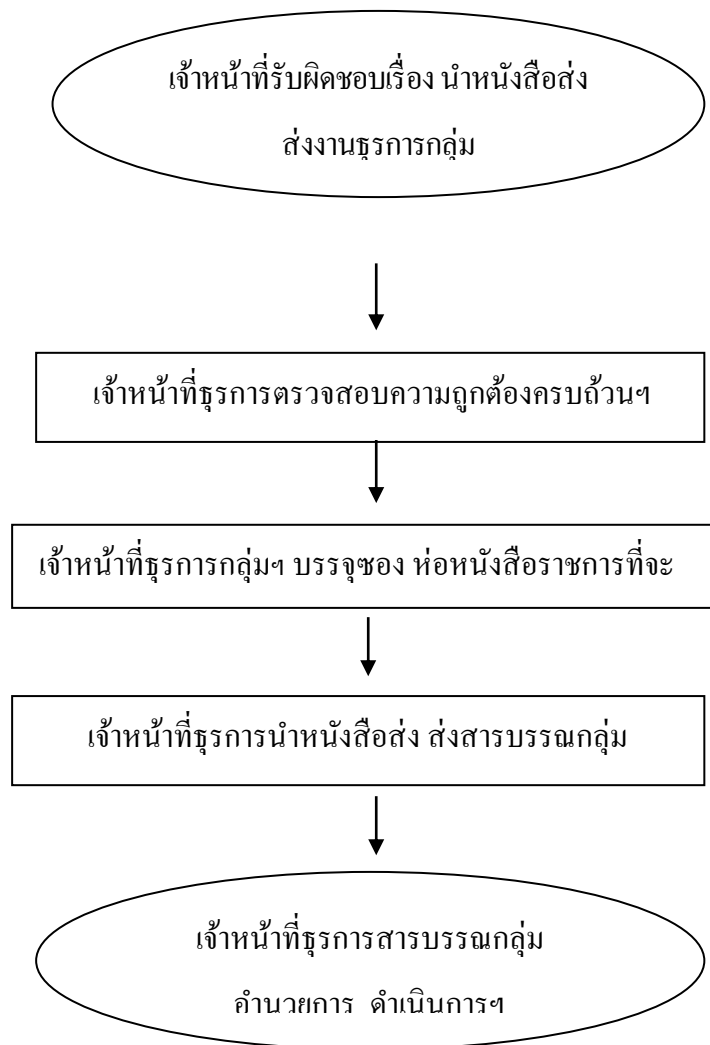 เจ้าหน้าที่รับผิดชอบเรื่อง นำหนังสือส่ง
ส่งงานธุรการกลุ่ม
เจ้าหน้าที่ธุรการตรวจสอบความถูกต้องครบถ้วนฯ
เจ้าหน้าที่ธุรการกลุ่มฯ บรรจุซอง ห่อหนังสือราชการที่จะ
เจ้าหน้าที่ธุรการนำหนังสือส่ง ส่งสารบรรณกลุ่ม
เจ้าหน้าที่ธุรการสารบรรณกลุ่ม
อำนวยการ ดำเนินการฯ